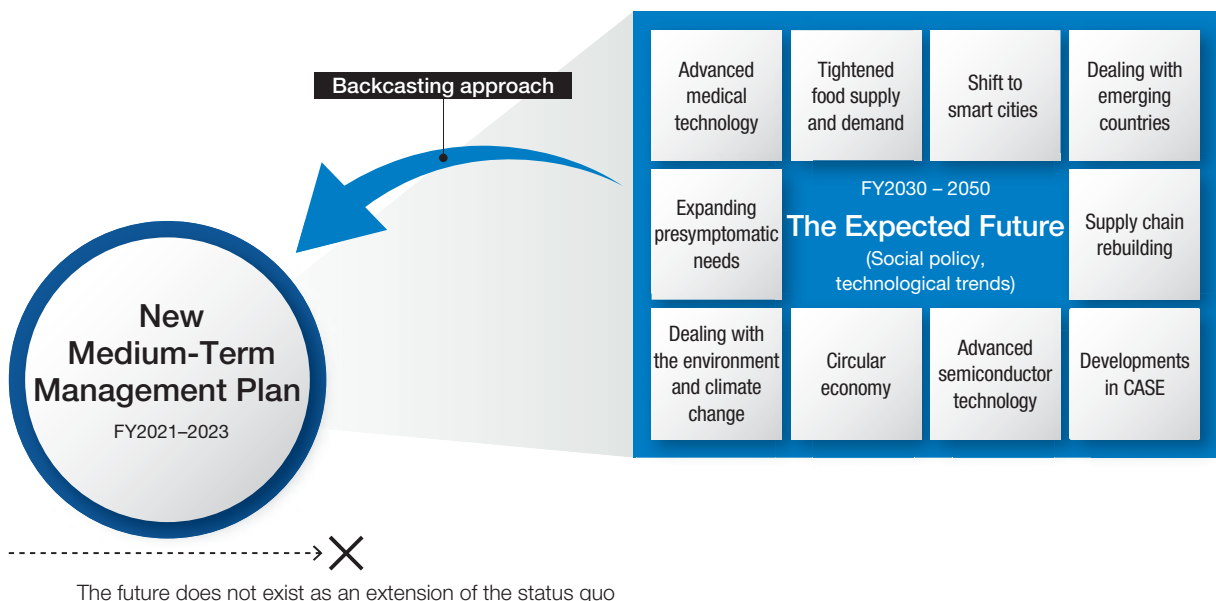 Backcasting approach
New
Medium-Term
Management Plan
FY2021–2023
Advanced
medical
technology
Tightened
food supply
and demand
Shift to
smart cities
Dealing with
emerging
countries
Expanding
presymptomatic
needs
FY2030 – 2050
The Expected Future
(Social policy,
technological trends)
Supply chain
rebuilding
Dealing with
the environment
and climate
change
Circular
economy
Advanced
semiconductor
technology
Developments
in CASE
The future does not exist as an extension of the status quo